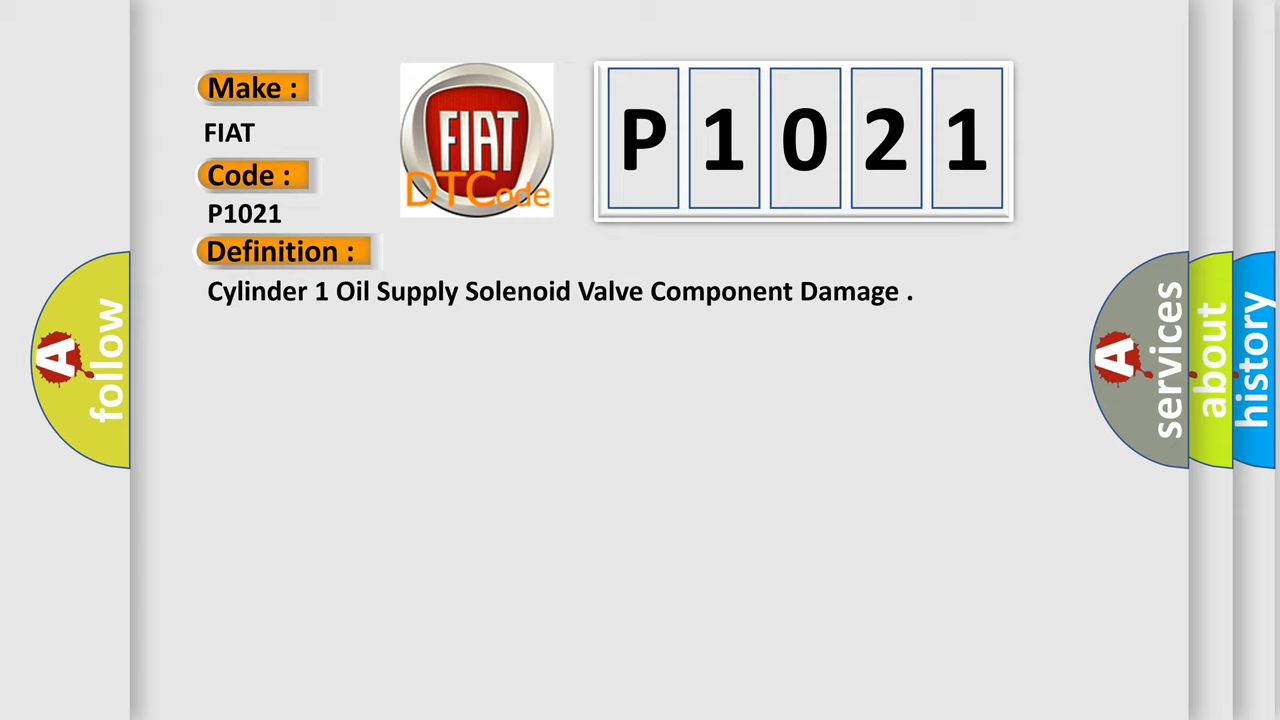 Make :
FIAT
Code :
P1021
Definition :
Cylinder 1 Oil Supply Solenoid Valve Component Damage .
FIAT
DTCode
P 1 0 2 1
A follow
A services
about
history